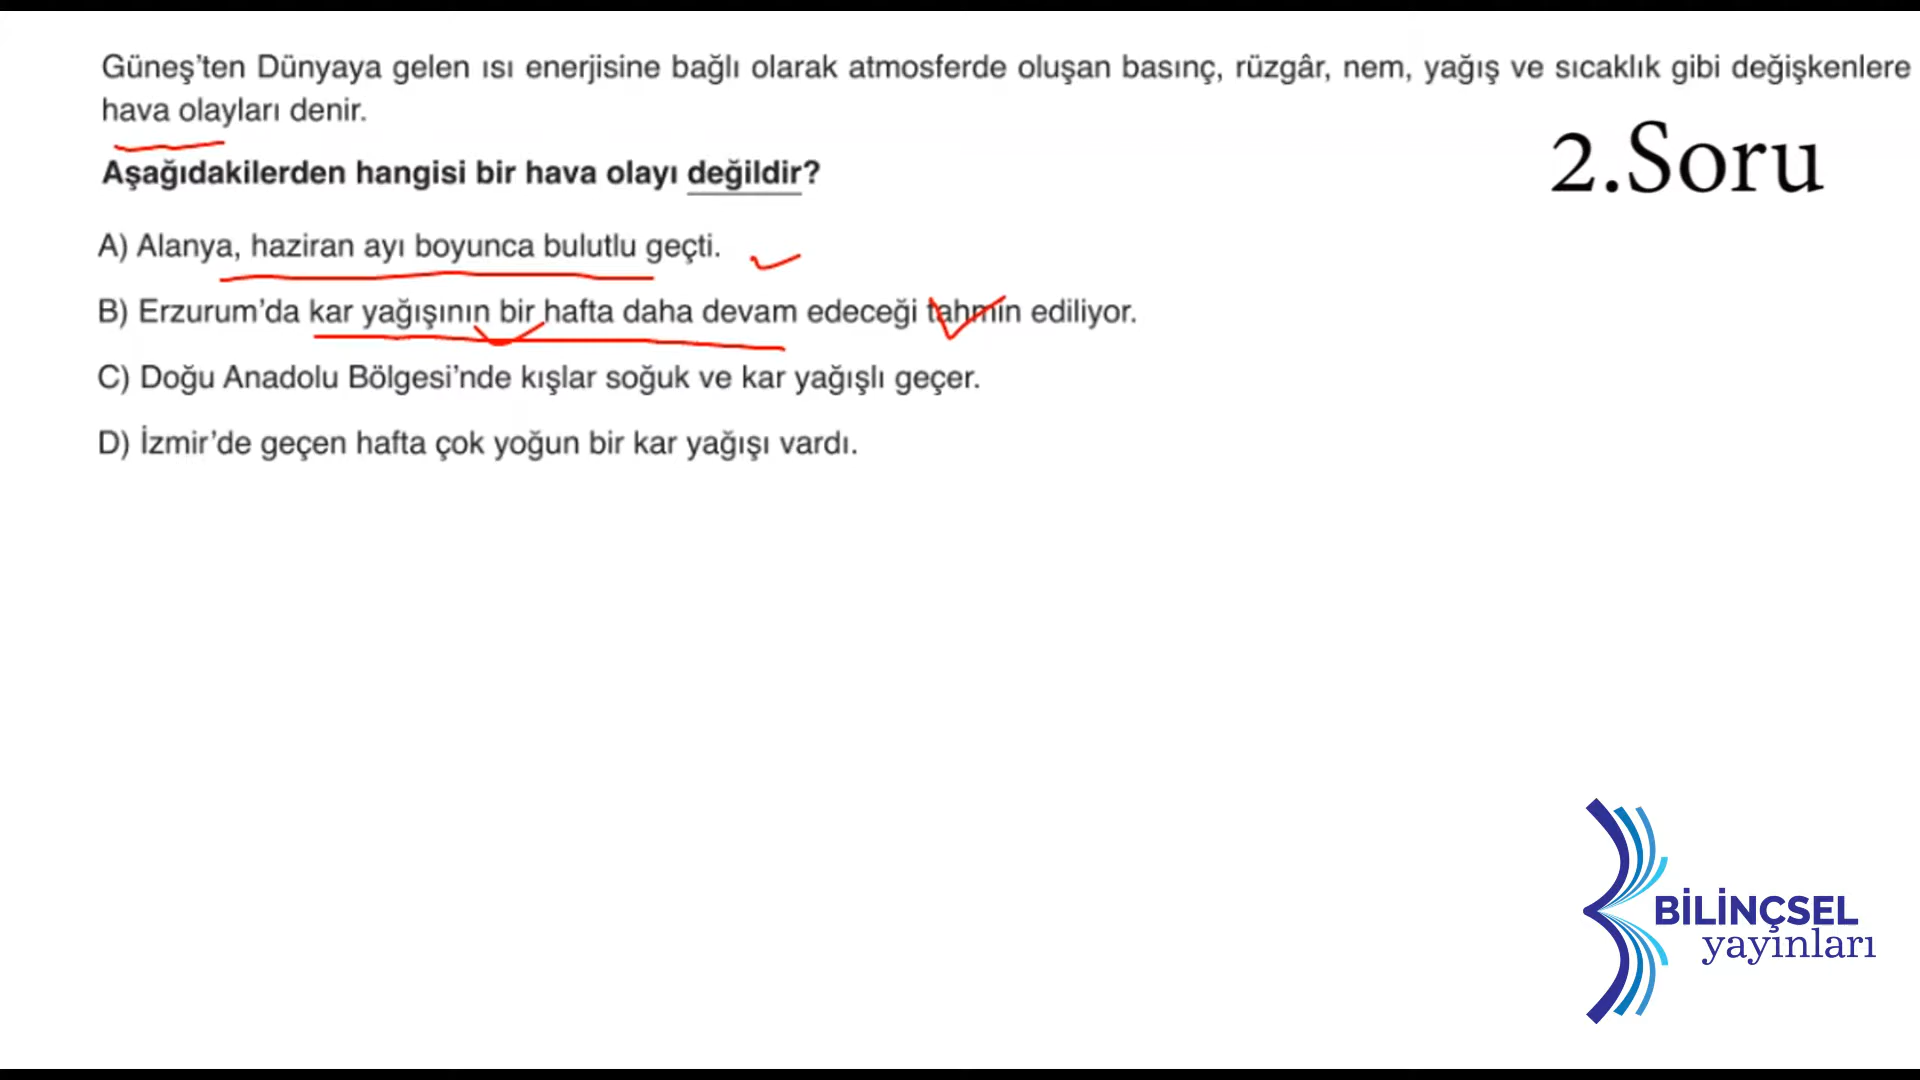 Güneş'ten Dünyaya gelen ısı enerjisine bağlı olarak atmosferde oluşan basınç, rüzgâr, nem, yağış ve sıcaklık gibi değişkenlere
hava olayları denir.
2.Soru
Aşağıdakilerden hangisi bir hava olayı değildir?
A) Alanya, haziran ayı boyunca bulutlu geçti.
B) Erzurum'da kar yağışının bir hafta daha devam edeceği tahmin ediliyor.
C) Doğu Anadolu Bölgesi'nde kışlar soğuk ve kar yağışlı geçer.
D) İzmir'de geçen hafta çok yoğun bir kar yağışı vardı.
BİLİNÇSEL
yayınları